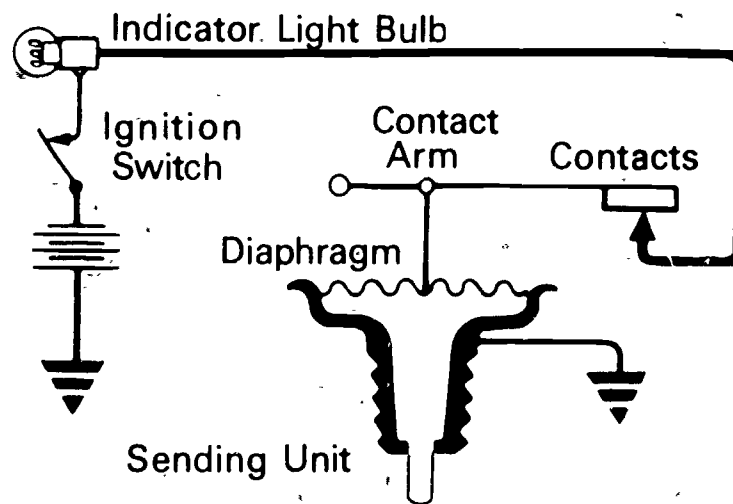 Indicator Light Bulb
Ignition
Switch
Contact
Arm
Contacts
Diaphragm
Sending Unit